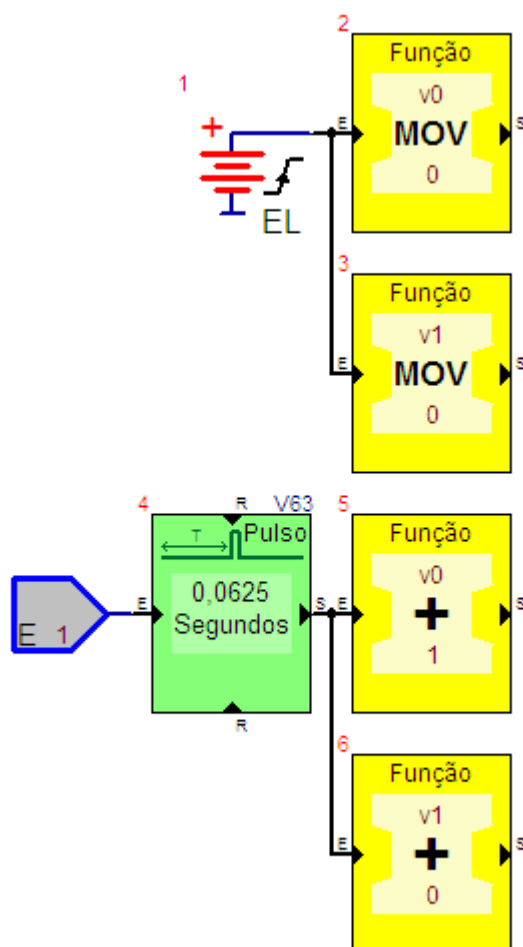 2
Função
v0
MOV
0
E
S
1
+
EL
3
Função
v1
MOV
0
E
S
4
R
V63
T
Pulso
0,0625
Segundos
E
S
R
E 1
5
Função
v0
+
1
E
S
6
Função
v1
+
0
E
S